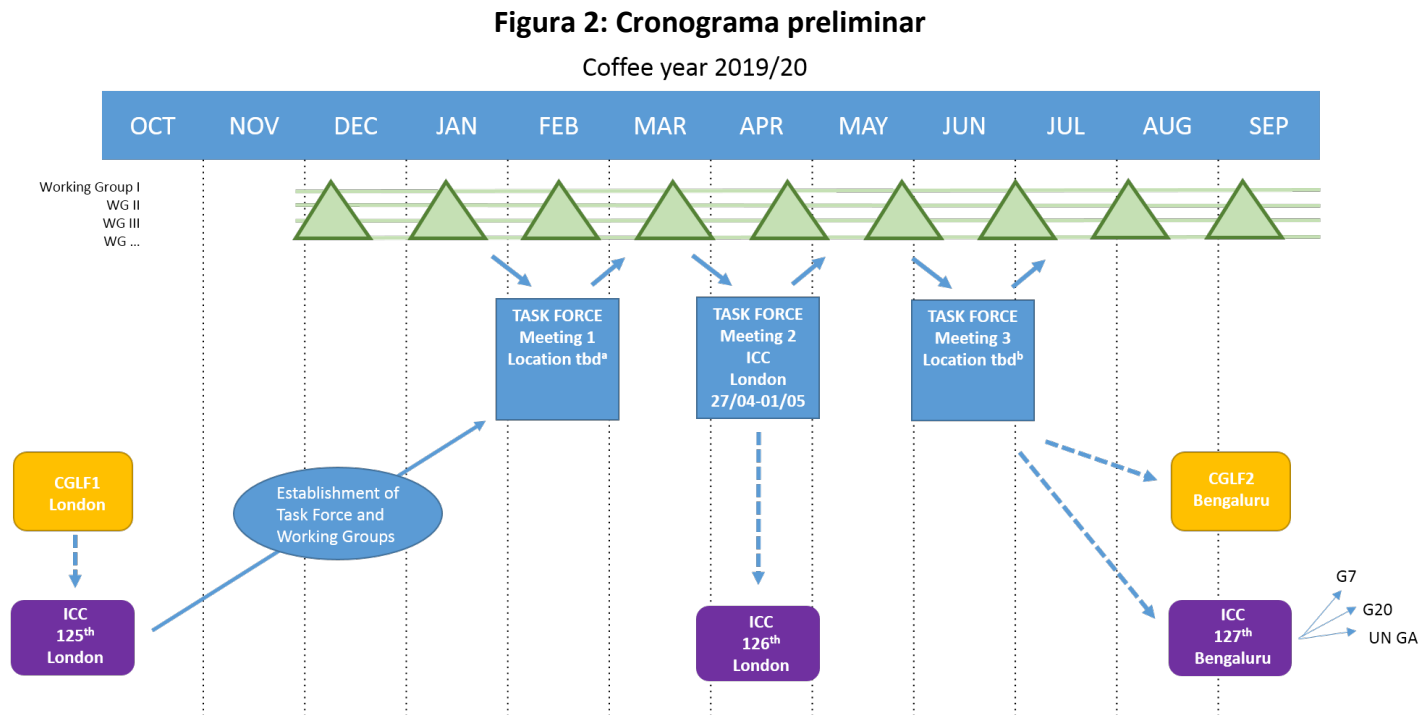 Figura 2: Cronograma preliminar
Coffee year 2019/20
OCT NOV DEC JAN FEB MAR APR MAY JUN JUL AUG SEP
Working Group I
WG II
WG III
WG ...
TASK FORCE
Meeting 1
Location tbdᵃ
TASK FORCE
Meeting 2
ICC
London
27/04-01/05
TASK FORCE
Meeting 3
Location tbdᵇ
CGLF1
London
Establishment of
Task Force and
Working Groups
CGLF2
Bengaluru
ICC
125ᵗʰ
London
ICC
126ᵗʰ
London
ICC
127ᵗʰ
Bengaluru
G7
G20
UN GA